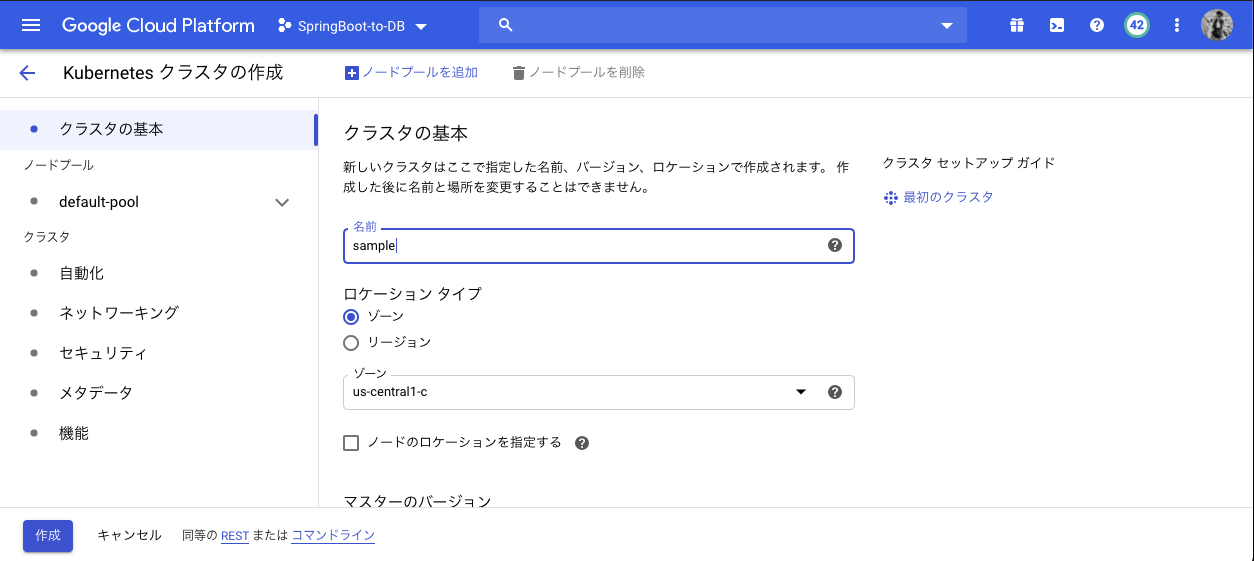 Google Cloud Platform
SpringBoot-to-DB
42
Kubernetes クラスタの作成
ノードプールを追加
ノードプールを削除
クラスタの基本
ノードプール
default-pool
クラスタ
自動化
ネットワーキング
セキュリティ
メタデータ
機能
クラスタの基本
新しいクラスタはここで指定した名前、バージョン、ロケーションで作成されます。 作
成した後に名前と場所を変更することはできません。
名前
sample
ロケーション タイプ
ゾーン
リージョン
ゾーン
us-central1-c
ノードのロケーションを指定する
マスターのバージョン
クラスタ セットアップ ガイド
最初のクラスタ
作成
キャンセル
同等の REST または コマンドライン